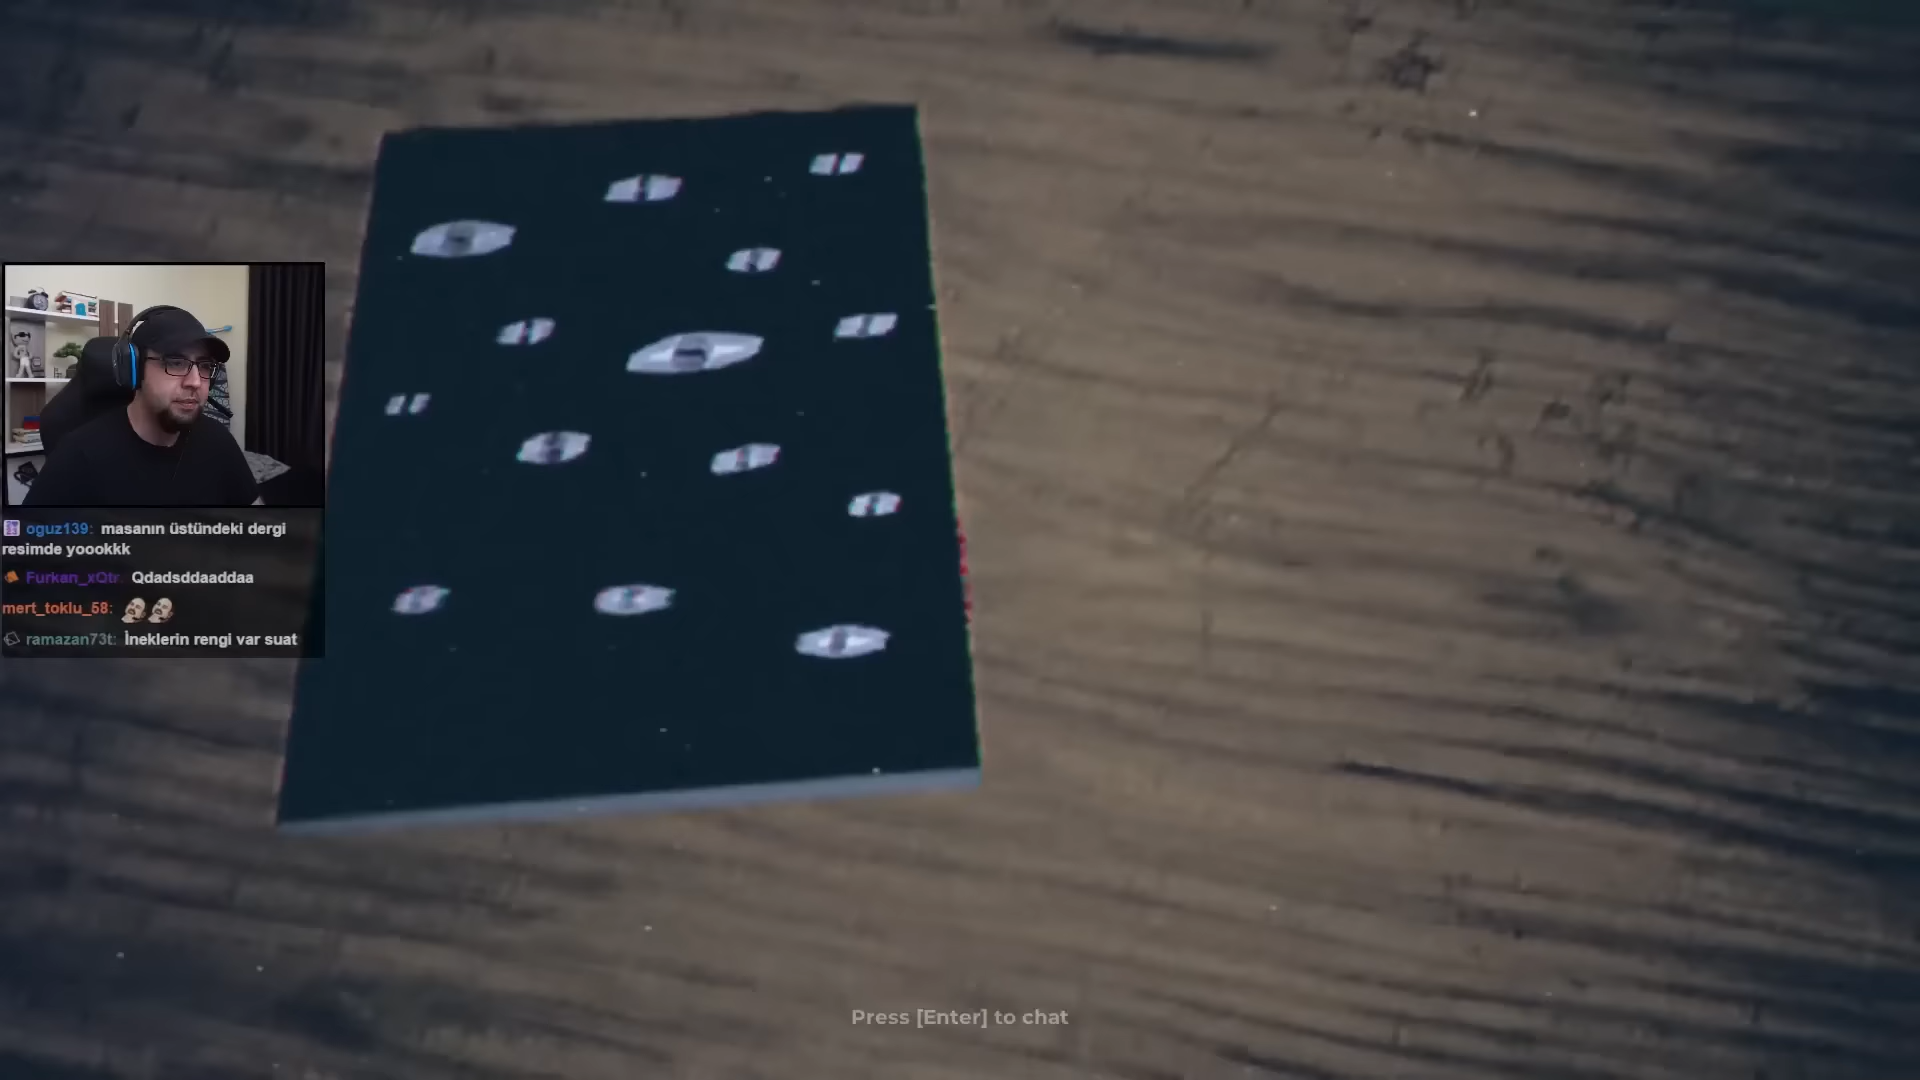 oguz139: masanın üstündeki dergi
resimde yoookkk
Furkan_xQtr: Qdadsddaaddaa
mert_toklu_58:
ramazan73t: İneklerin rengi var suat
Press [Enter] to chat